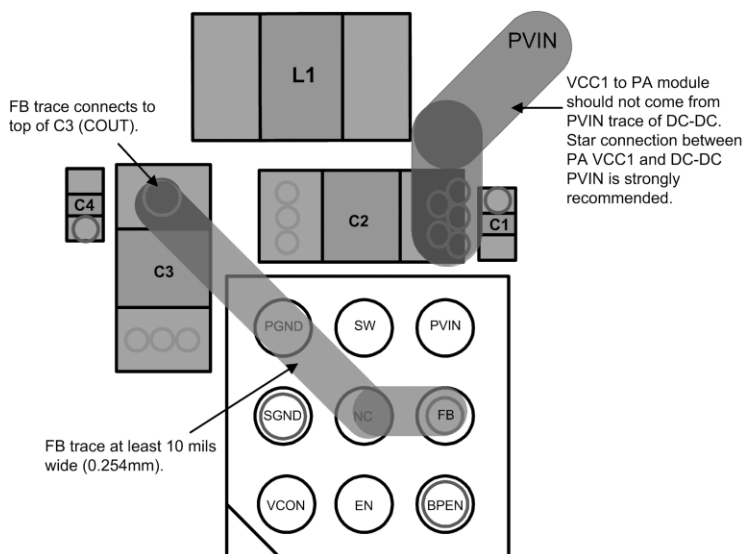 PVIN
L1
FB trace connects to
top of C3 (COUT).
VCC1 to PA module
should not come from
PVIN trace of DC-DC.
Star connection between
PA VCC1 and DC-DC
PVIN is strongly
recommended.
C4
C2
C1
C3
PGND
SW
PVIN
SGND
NC
FB
FB trace at least 10 mils
wide (0.254mm).
VCON
EN
BPEN